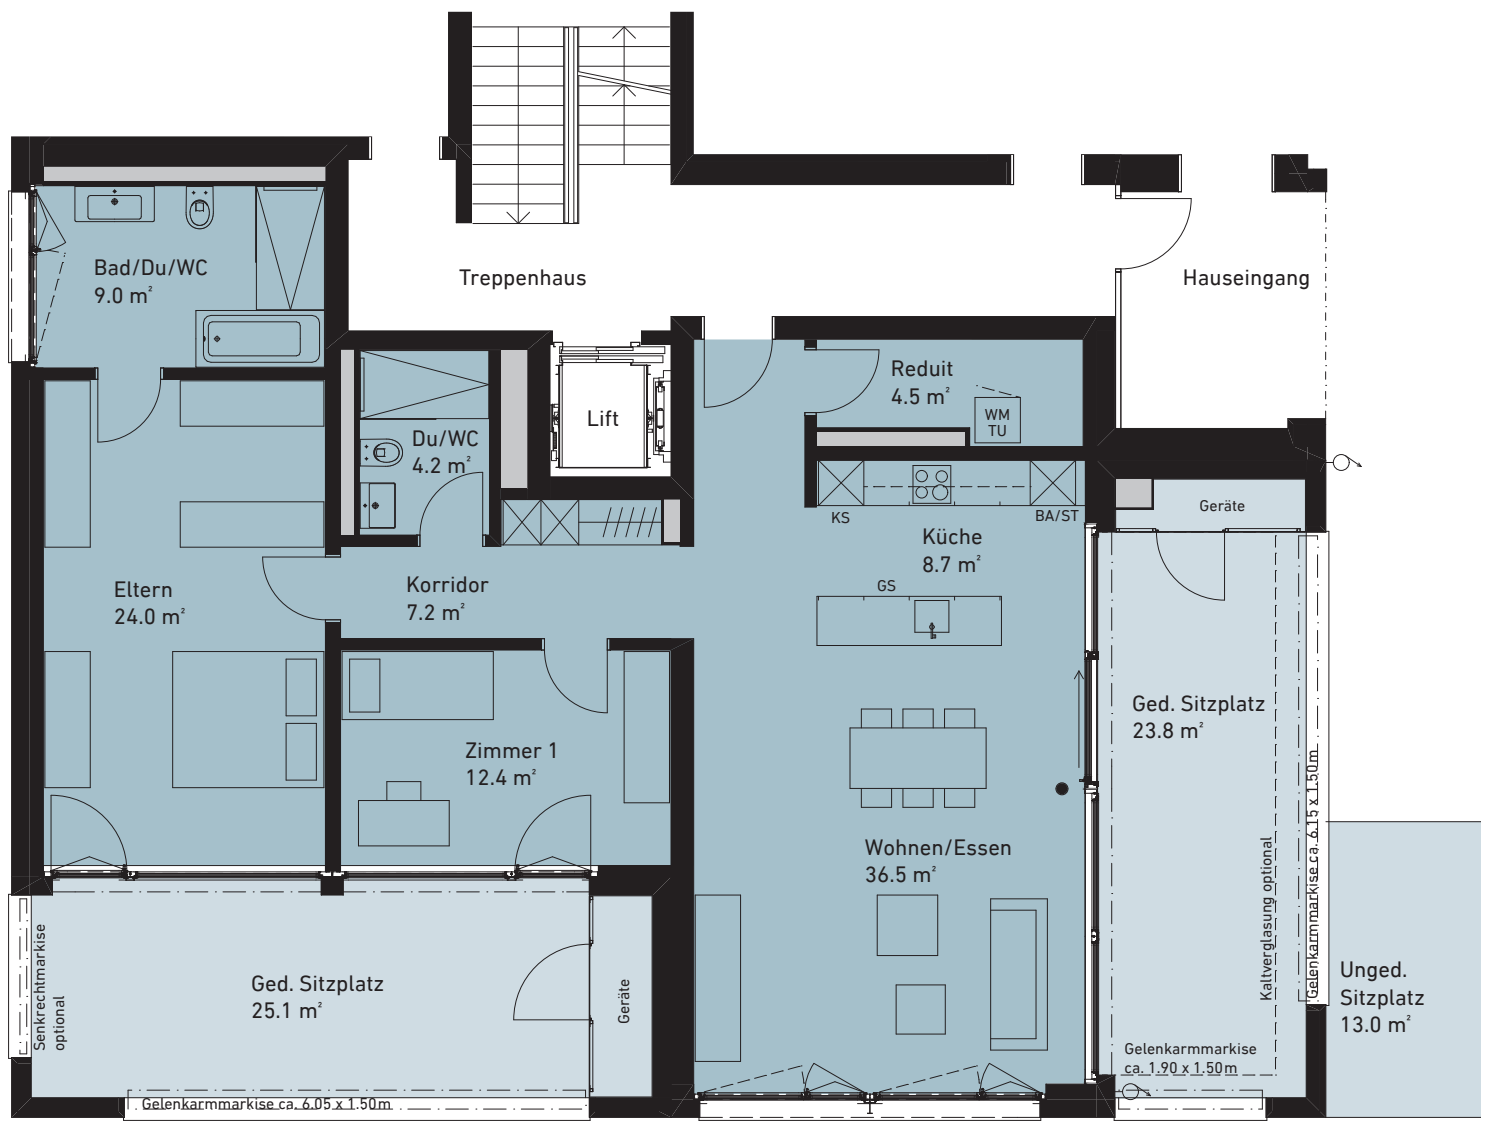 Bad/Du/WC
9.0 m²
Treppenhaus
Hauseingang
Reduit
4.5 m²
WM
TU
Lift
Du/WC
4.2 m²
KS
BA/ST
Geräte
Küche
8.7 m²
GS
Eltern
24.0 m²
Korridor
7.2 m²
Ged. Sitzplatz
23.8 m²
Zimmer 1
12.4 m²
Wohnen/Essen
36.5 m²
Kaltverglasung optional
Gelenkarmmarkise ca. 6.15 x 1.50m
Senkrechtmarkise
optional
Ged. Sitzplatz
25.1 m²
Geräte
Unged.
Sitzplatz
13.0 m²
Gelenkarmmarkise
ca. 1.90 x 1.50m
Gelenkarmmarkise ca. 6.05 x 1.50m